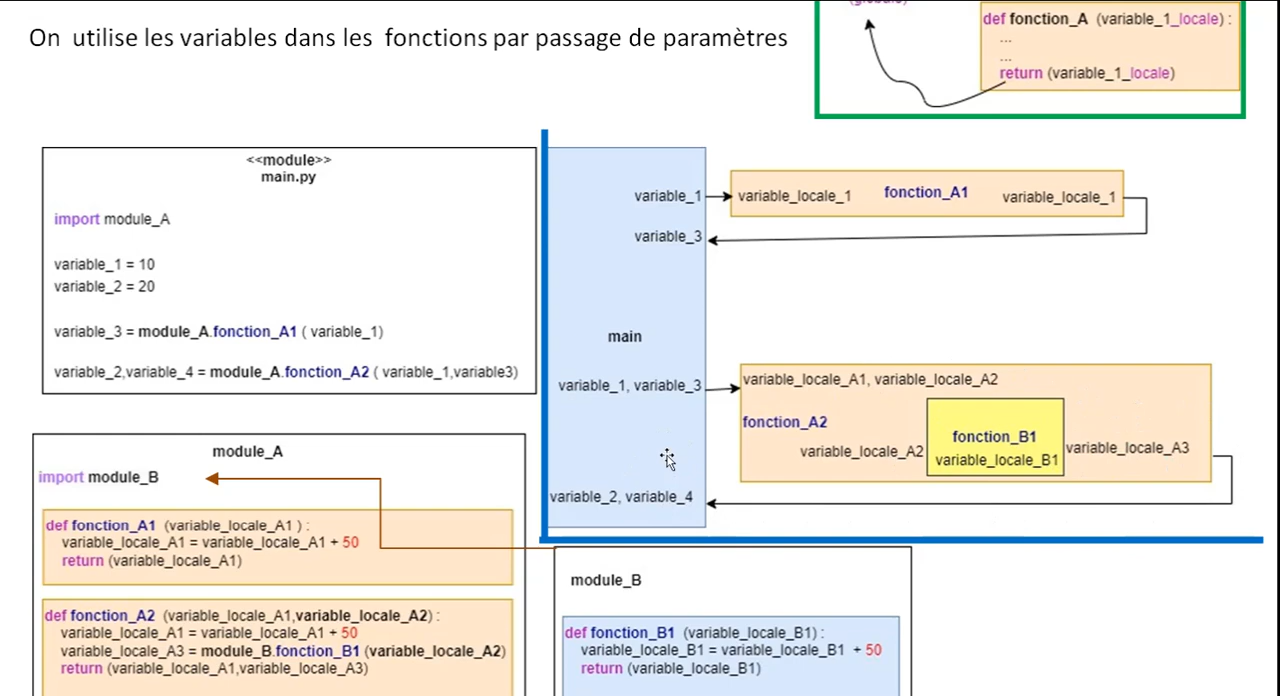 (globale)
def fonction_A (variable_1_locale) :
...
...
return (variable_1_locale)
On utilise les variables dans les fonctions par passage de paramètres
<<module>>
main.py
import module_A
variable_1 = 10
variable_2 = 20
variable_3 = module_A.fonction_A1 ( variable_1)
variable_2,variable_4 = module_A.fonction_A2 ( variable_1,variable3)
variable_1
variable_locale_1 fonction_A1 variable_locale_1
variable_3
main
variable_1, variable_3
variable_locale_A1, variable_locale_A2
fonction_A2
variable_locale_A2
fonction_B1
variable_locale_B1
variable_locale_A3
variable_2, variable_4
module_A
import module_B
def fonction_A1 (variable_locale_A1 ) :
variable_locale_A1 = variable_locale_A1 + 50
return (variable_locale_A1)
def fonction_A2 (variable_locale_A1,variable_locale_A2) :
variable_locale_A1 = variable_locale_A1 + 50
variable_locale_A3 = module_B.fonction_B1 (variable_locale_A2)
return (variable_locale_A1,variable_locale_A3)
module_B
def fonction_B1 (variable_locale_B1) :
variable_locale_B1 = variable_locale_B1 + 50
return (variable_locale_B1)